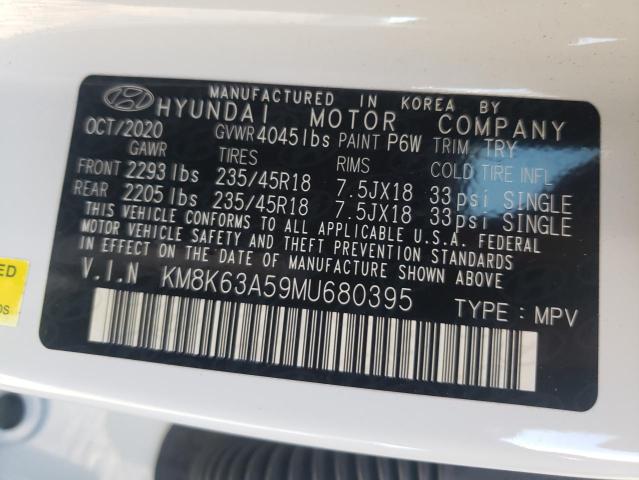 MANUFACTURED IN KOREA BY
HYUNDAI MOTOR COMPANY
OCT/2020 GVWR 4045lbs PAINT P6W TRIM TRY
GAWR TIRES RIMS COLD TIRE INFL
FRONT 2293 lbs 235/45R18 7.5JX18 33 psi SINGLE
REAR 2205 lbs 235/45R18 7.5JX18 33 psi SINGLE
THIS VEHICLE CONFORMS TO ALL APPLICABLE U.S.A. FEDERAL
MOTOR VEHICLE SAFETY AND THEFT PREVENTION STANDARDS
IN EFFECT ON THE DATE OF MANUFACTURE SHOWN ABOVE.
V.I.N KM8K63A59MU680395
TYPE : MPV